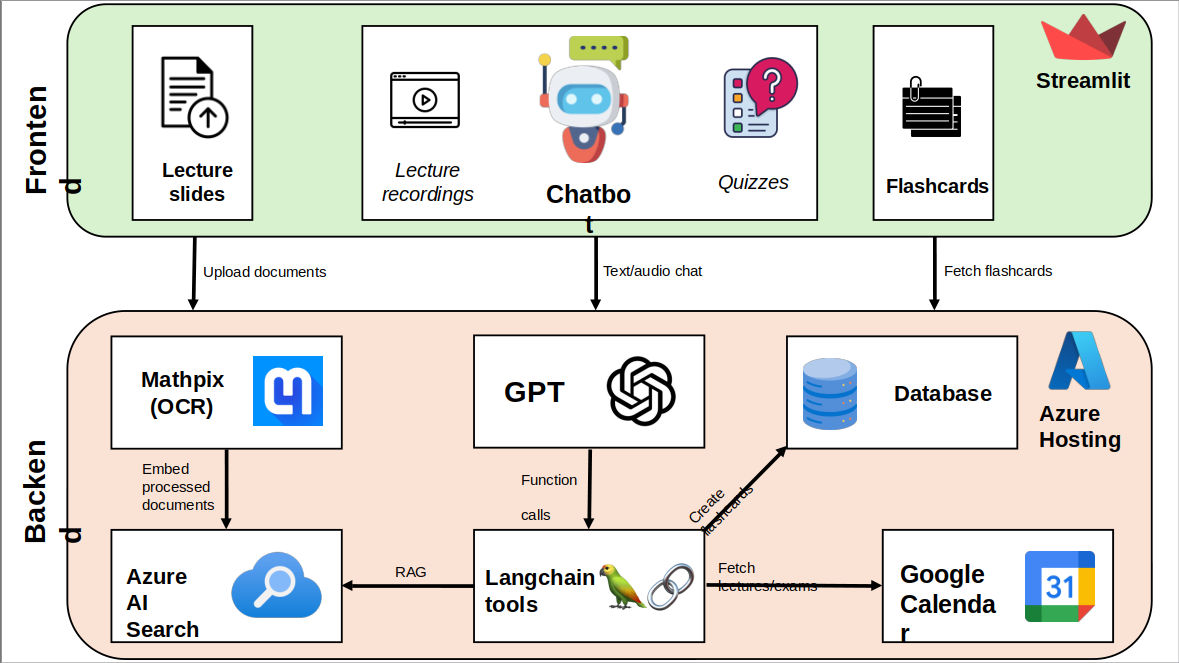 Fronten
d
Lecture
slides
Lecture
recordings
Chatbo
t
Quizzes
Flashcards
Streamlit
Upload documents
Text/audio chat
Fetch flashcards
Backen
d
Mathpix
(OCR)
GPT
Database
Azure
Hosting
Embed
processed
documents
Function
calls
Create
flashcards
Azure
AI
Search
RAG
Langchain
tools
Fetch
lectures/exams
Google
Calenda
r
31